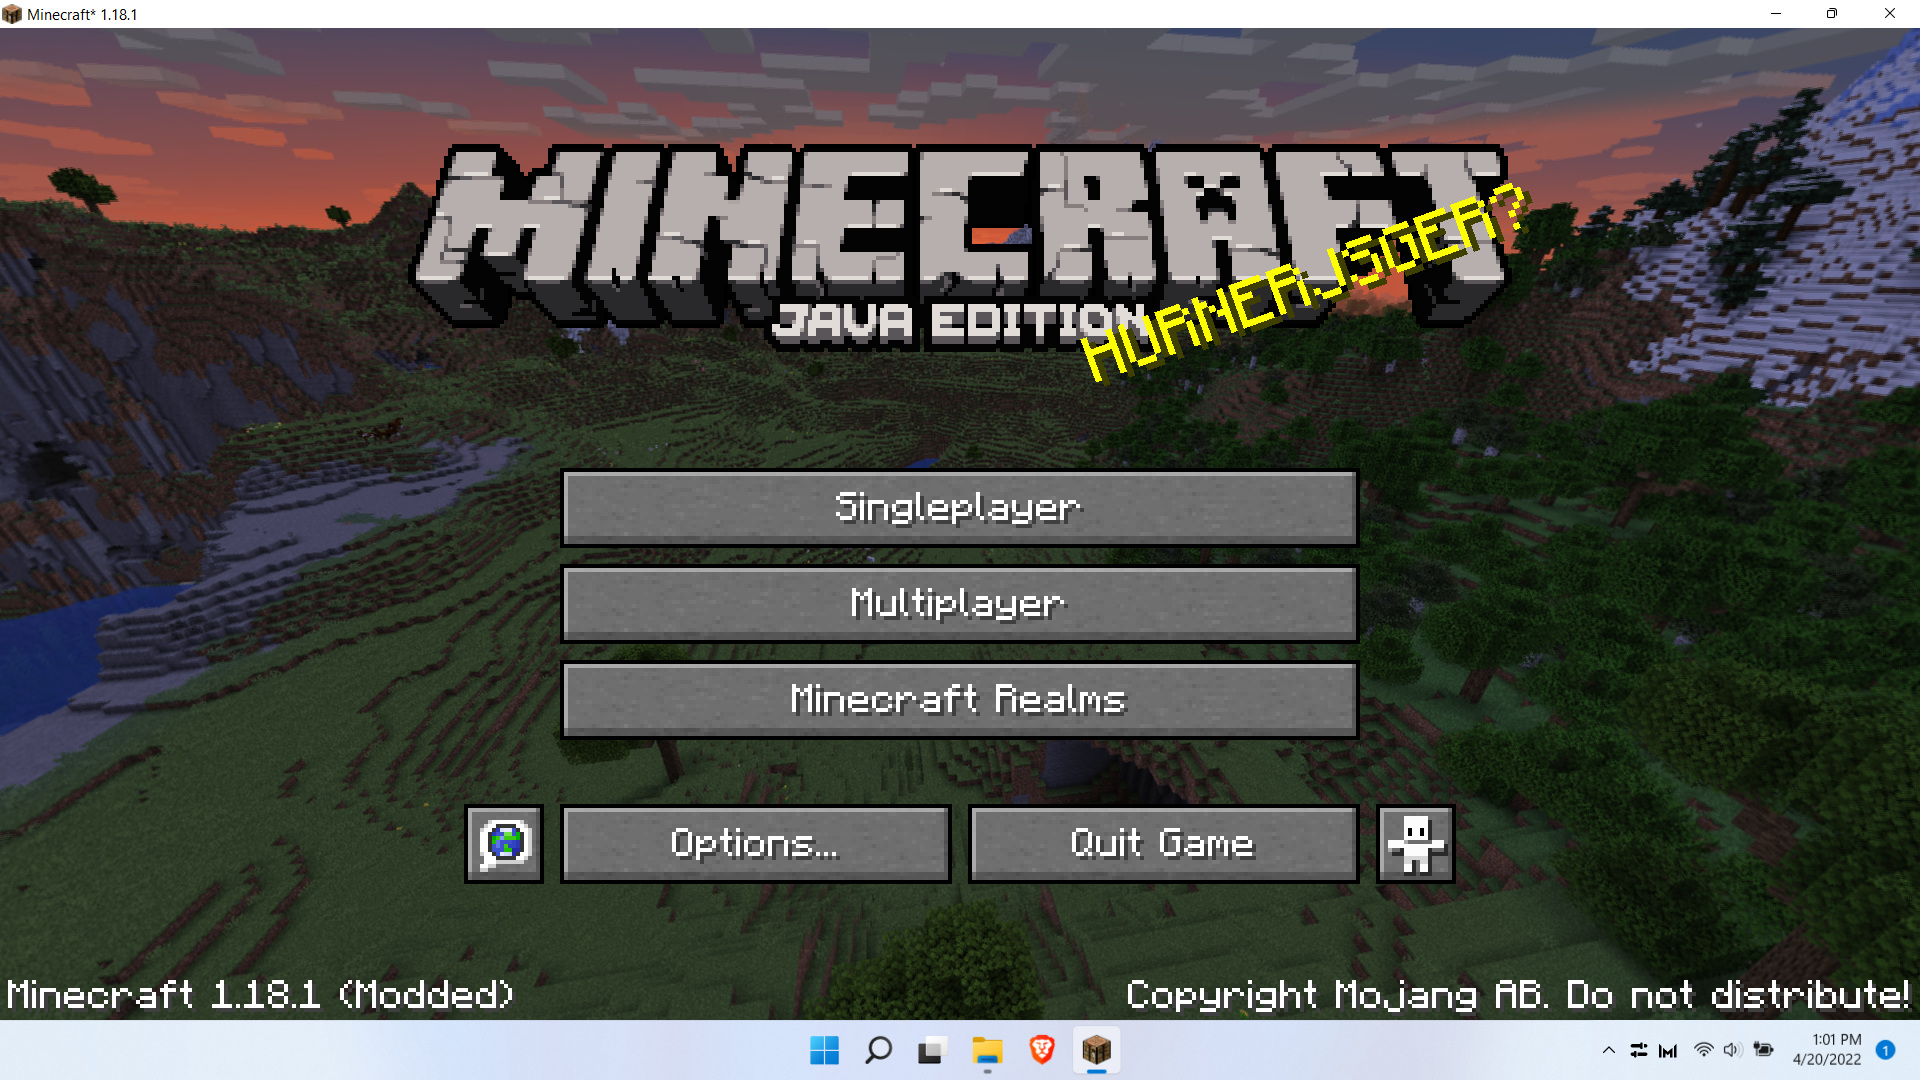 Minecraft* 1.18.1
MINECRAFT
JAVA EDITION
HURNERJSGER?
Singleplayer
Multiplayer
Minecraft Realms
Options...
Quit Game
Minecraft 1.18.1 (Modded)
Copyright Mojang AB. Do not distribute!
1:01 PM
4/20/2022
1